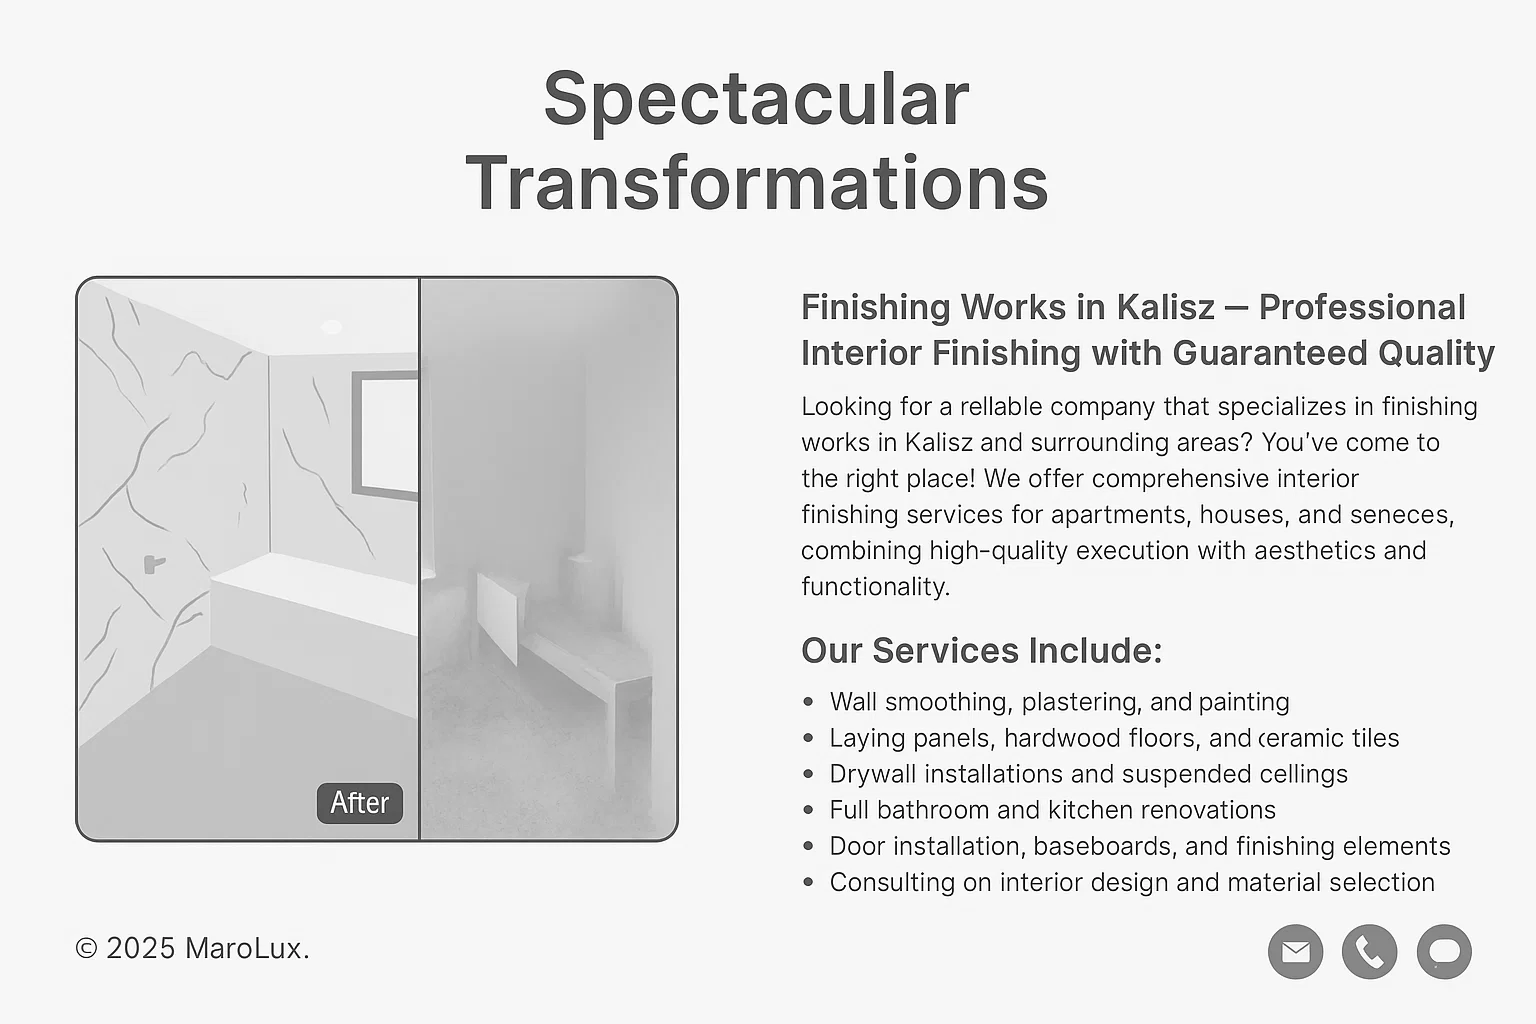 Spectacular
Transformations
Finishing Works in Kalisz — Professional
Interior Finishing with Guaranteed Quality
Looking for a rellable company that specializes in finishing
works in Kalisz and surrounding areas? You’ve come to
the right place! We offer comprehensive interior
finishing services for apartments, houses, and seneces,
combining high-quality execution with aesthetics and
functionality.
Our Services Include:
• Wall smoothing, plastering, and painting
• Laying panels, hardwood floors, and ceramic tiles
• Drywall installations and suspended cellings
• Full bathroom and kitchen renovations
• Door installation, baseboards, and finishing elements
• Consulting on interior design and material selection
After
© 2025 MaroLux.